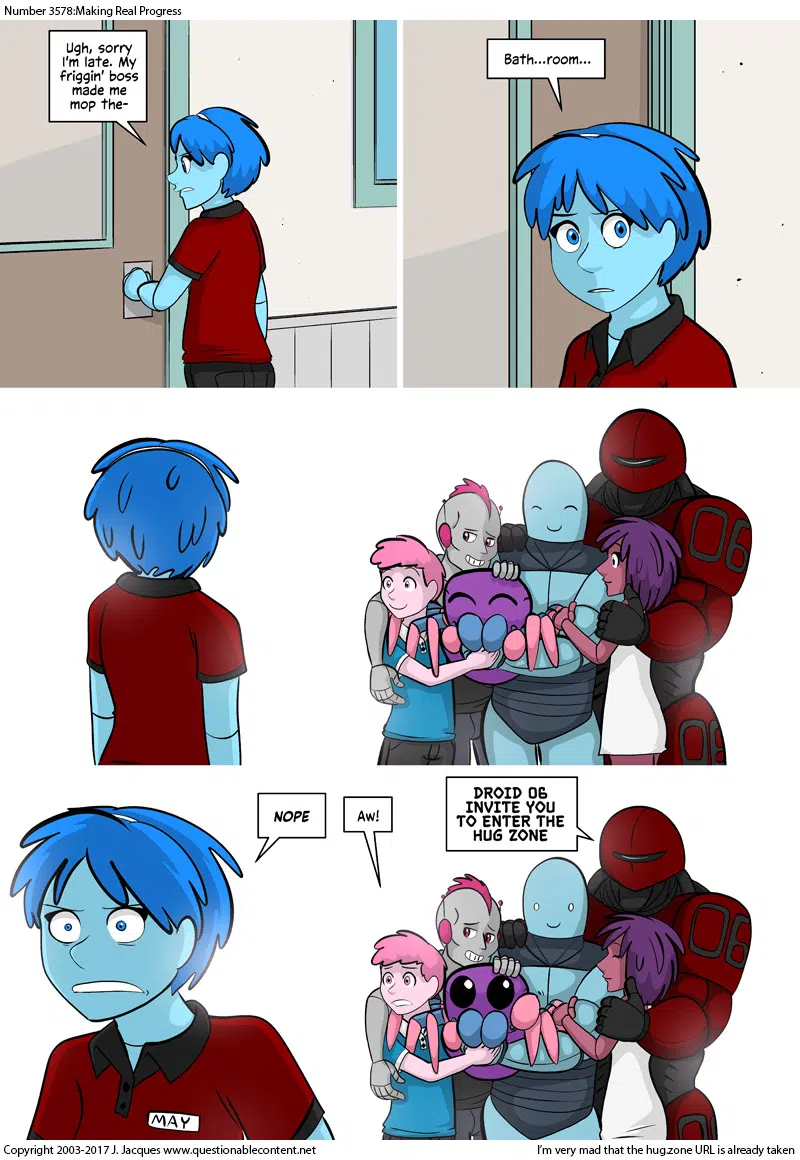 Number 3578:Making Real Progress
Ugh, sorry
I'm late. My
friggin' boss
made me
mop the-
Bath...room...
06
06
NOPE
Aw!
DROID 06
INVITE YOU
TO ENTER THE
HUG ZONE
06
MAY
Copyright 2003-2017 J. Jacques www.questionablecontent.net
I'm very mad that the hug.zone URL is already taken